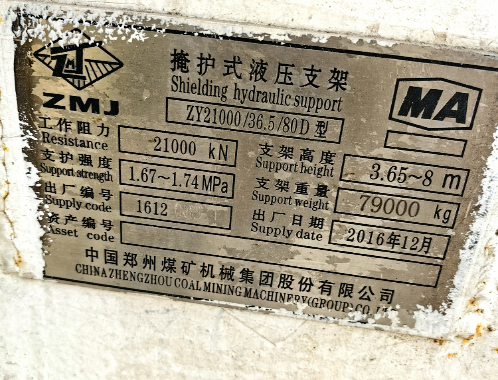 掩护式液压支架
Shielding hydraulic support
ZMJ
MA
ZY21000/36.5/80D 型
工作阻力 21000 kN
Resistance
支架高度 3.65~8 m
Support height
支护强度 1.67~1.74MPa
Support strength
支架重量 79000 kg
Support weight
出厂编号 1612
Supply code
出厂日期 2016年12月
Supply date
资产编号
Asset code
中国郑州煤矿机械集团股份有限公司
CHINA ZHENGZHOU COAL MINING MACHINERY(GROUP) CO.